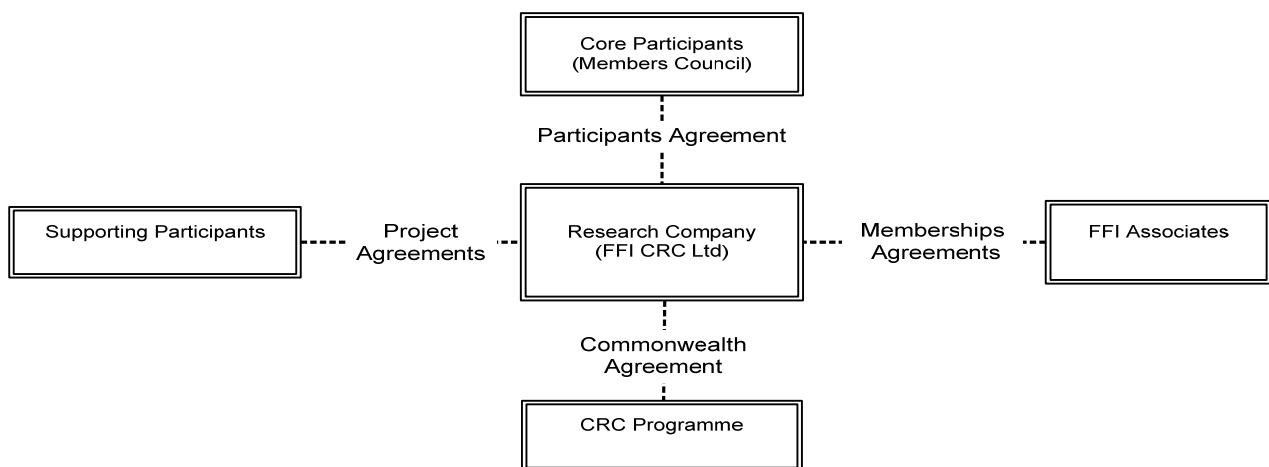 Core Participants
(Members Council)
Participants Agreement
Supporting Participants
Project
Agreements
Research Company
(FFI CRC Ltd)
Memberships
Agreements
FFI Associates
Commonwealth
Agreement
CRC Programme